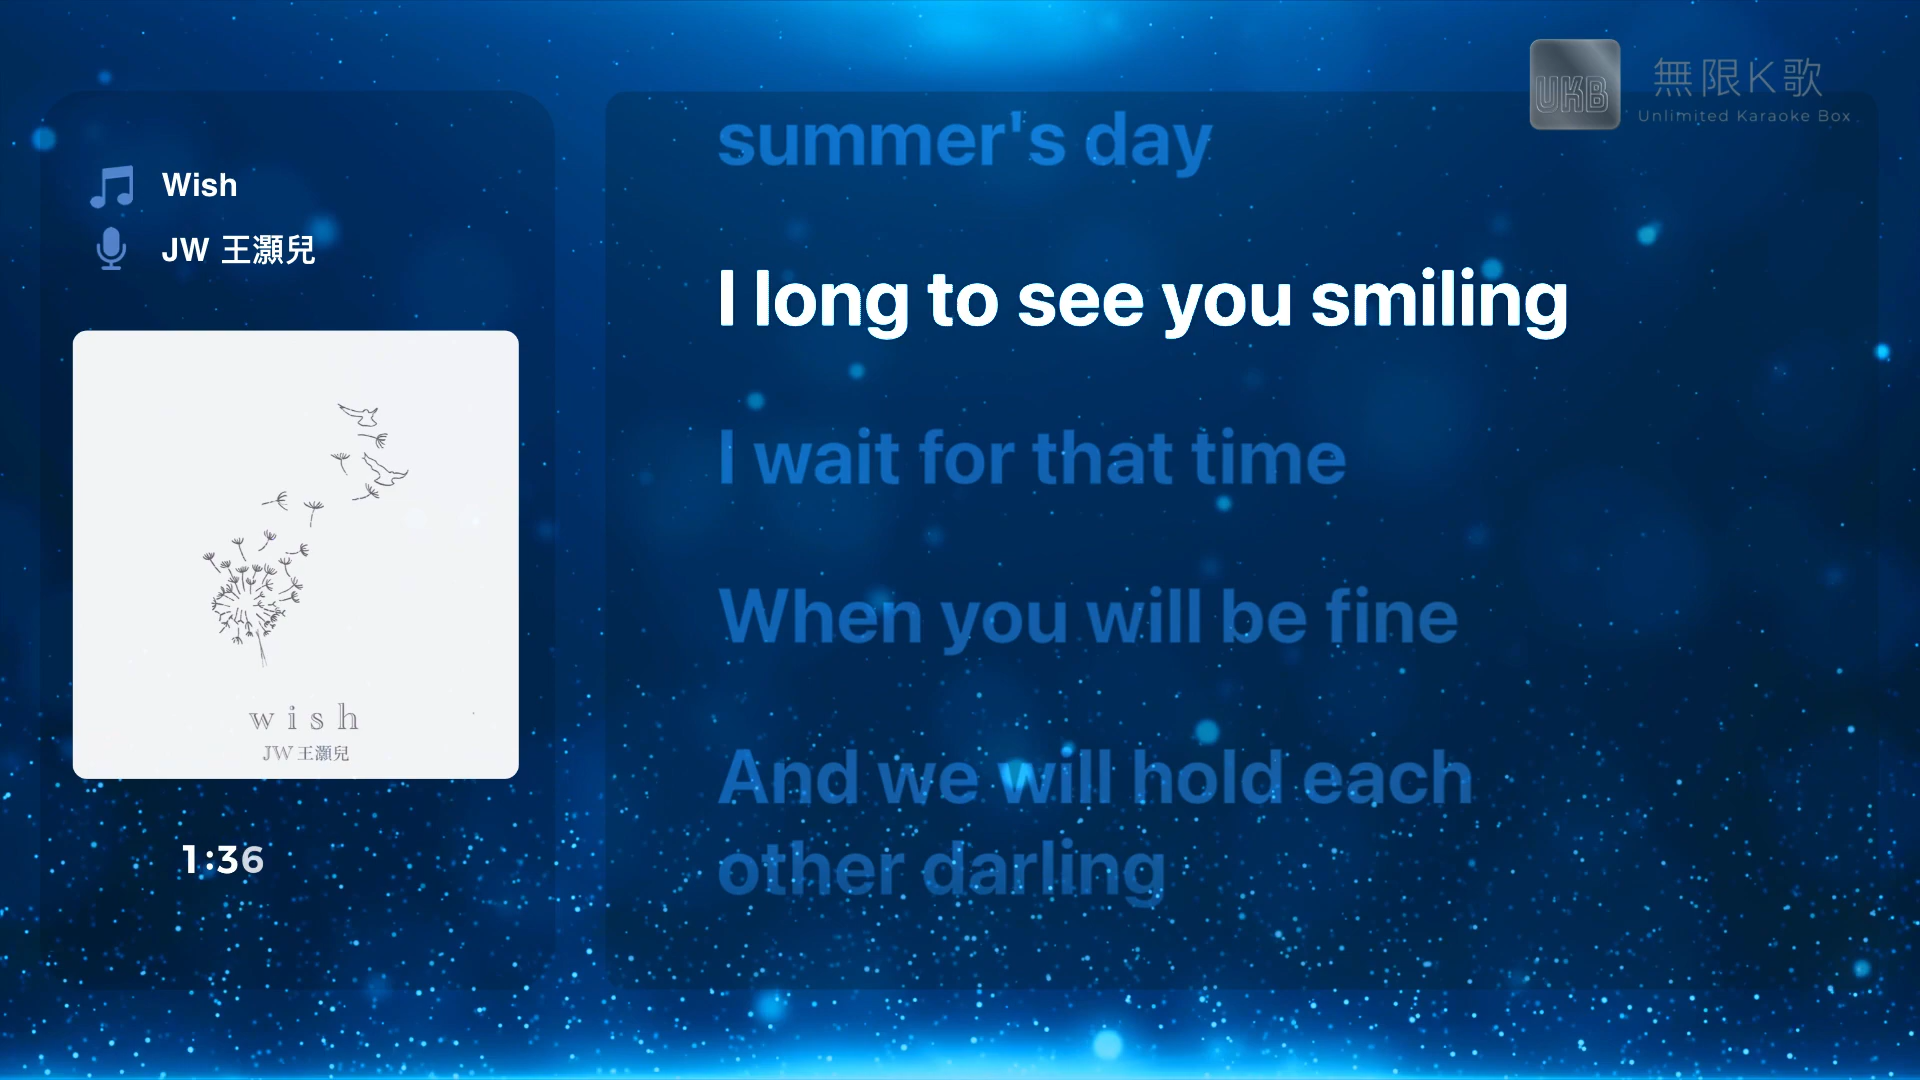 UKB
無限K歌
Unlimited Karaoke Box
Wish
JW 王灝兒
wish
JW王灝兒
1:36
summer's day
I long to see you smiling
I wait for that time
When you will be fine
And we will hold each
other darling